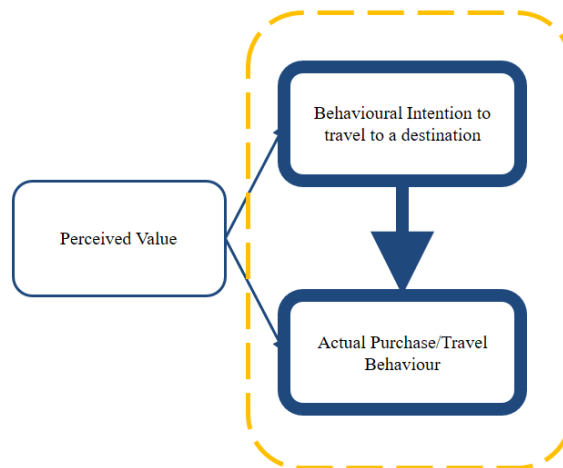 Behavioural Intention to
travel to a destination
Perceived Value
Actual Purchase/Travel
Behaviour